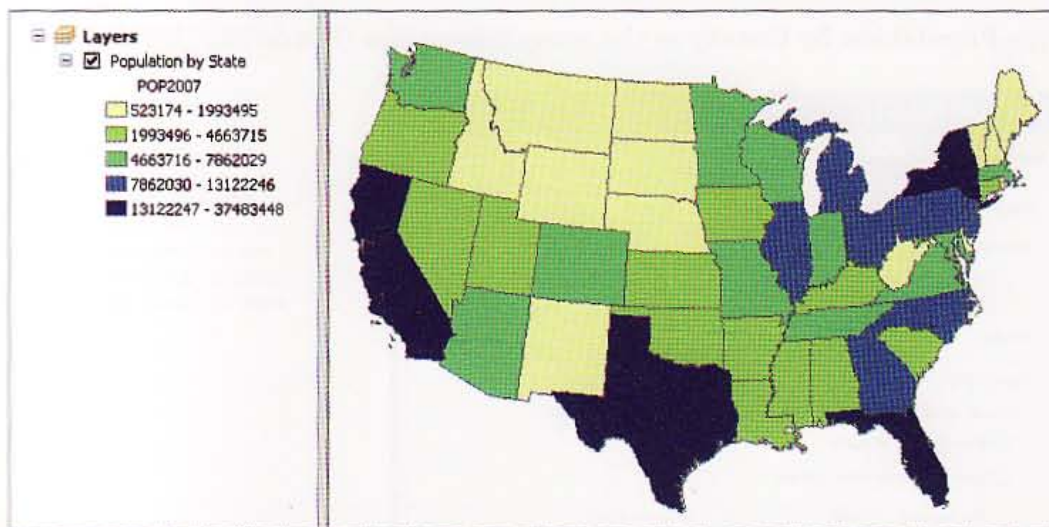 Layers
Population by State
POP2007
523174 - 1993495
1993496 - 4663715
4663716 - 7862029
7862030 - 13122246
13122247 - 37483448